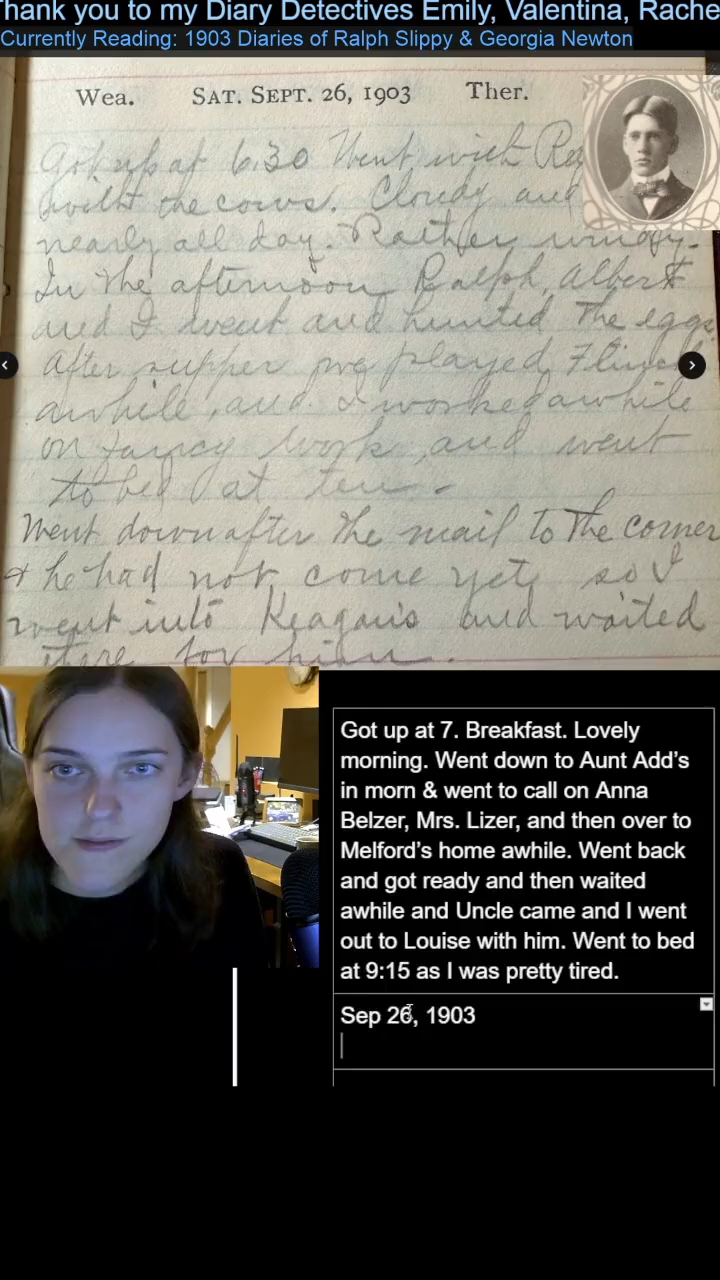 Thank you to my Diary Detectives Emily, Valentina, Rache
Currently Reading: 1903 Diaries of Ralph Slippy & Georgia Newton
Wea. SAT. SEPT. 26, 1903 Ther.
Got up at 6.30 Went with
with the cows. Cloudy and
nearly all day. Rather windy.
In the afternoon Ralph, Albert
and I went and hunted the eggs.
After supper we played Flinch
awhile, and I worked awhile
on fancy work, and went
to bed at ten.
Went down after the mail to the corner
& he had not come yet so I
went into Keagan's and waited
there for him.
Got up at 7. Breakfast. Lovely
morning. Went down to Aunt Add's
in morn & went to call on Anna
Belzer, Mrs. Lizer, and then over to
Melford's home awhile. Went back
and got ready and then waited
awhile and Uncle came and I went
out to Louise with him. Went to bed
at 9:15 as I was pretty tired.
Sep 26, 1903